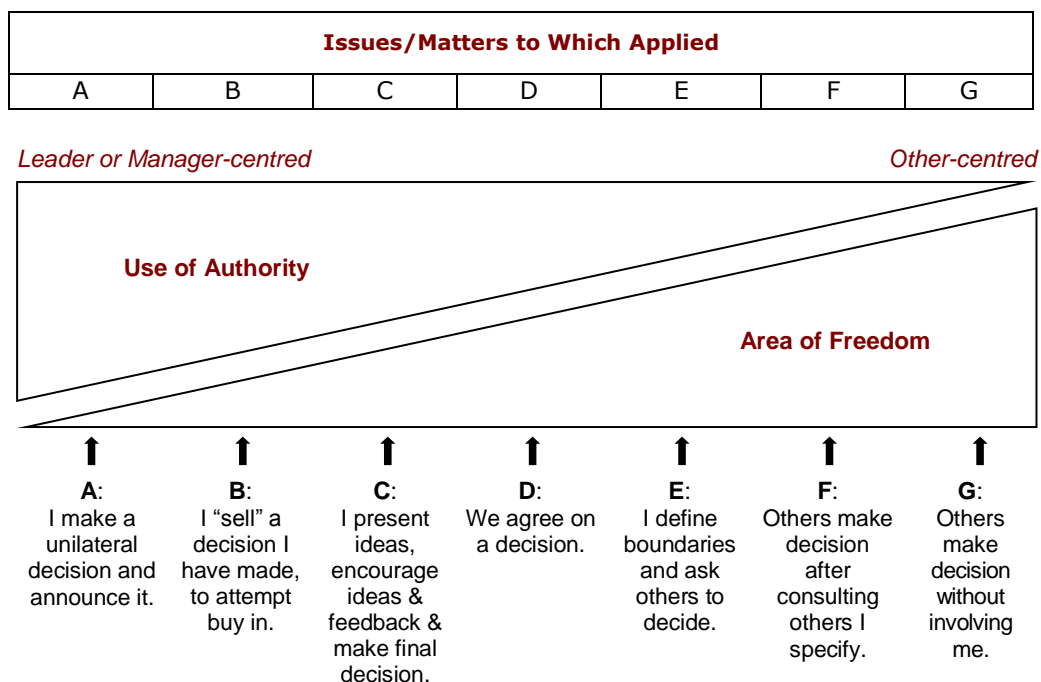 Issues/Matters to Which Applied
A B C D E F G
Leader or Manager-centred
Other-centred
Use of Authority
Area of Freedom
A:
I make a
unilateral
decision and
announce it.
B:
I “sell” a
decision I
have made,
to attempt
buy in.
C:
I present
ideas,
encourage
ideas &
feedback &
make final
decision.
D:
We agree on
a decision.
E:
I define
boundaries
and ask
others to
decide.
F:
Others make
decision
after
consulting
others I
specify.
G:
Others
make
decision
without
involving
me.